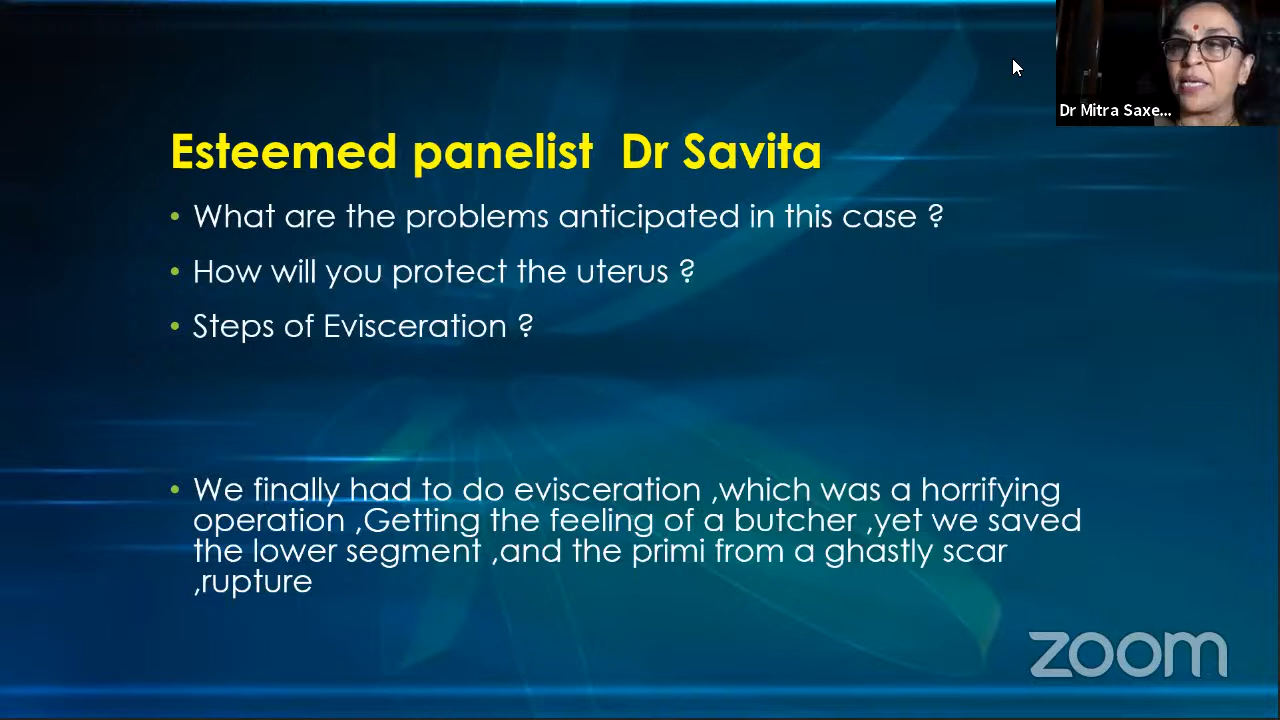 Dr Mitra Saxe...
Esteemed panelist Dr Savita
• What are the problems anticipated in this case ?
• How will you protect the uterus ?
• Steps of Evisceration ?
• We finally had to do evisceration ,which was a horrifying
operation ,Getting the feeling of a butcher ,yet we saved
the lower segment ,and the primi from a ghastly scar
,rupture
zoom